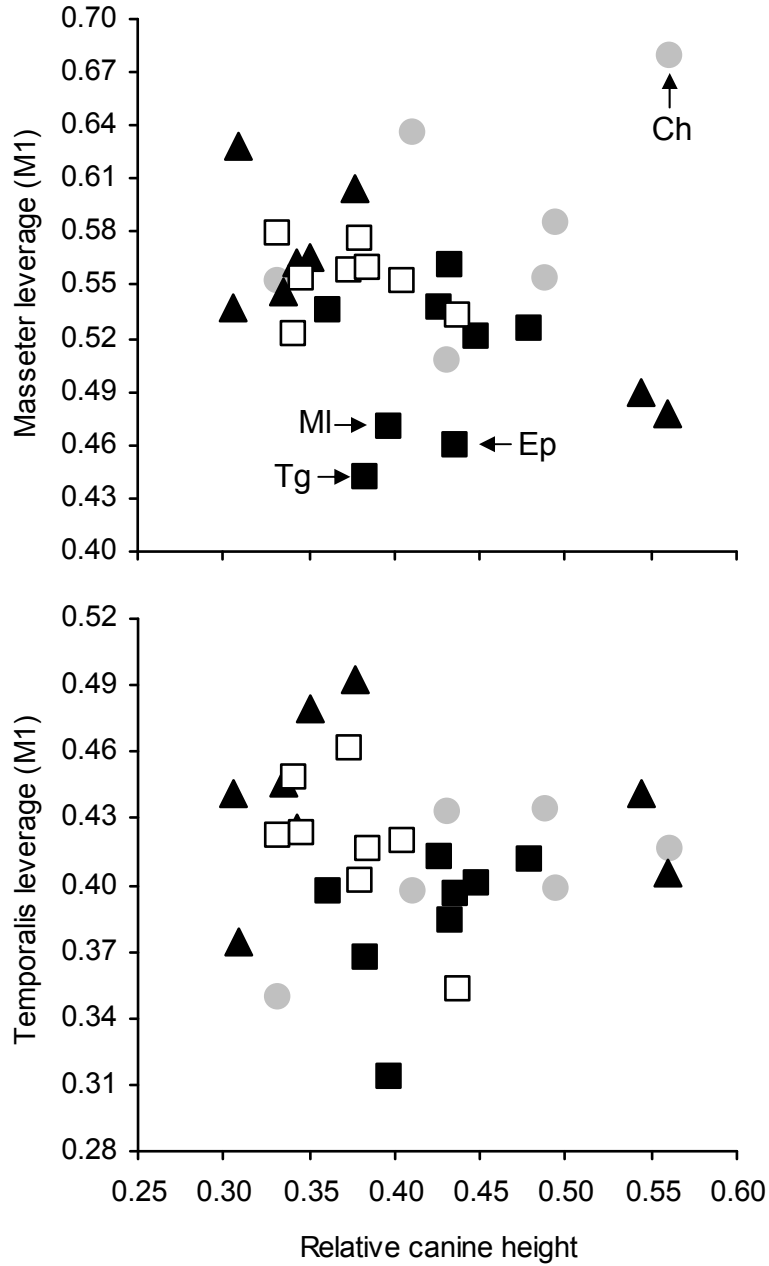 0.70
0.67
0.64
0.61
0.58
0.55
0.52
0.49
0.46
0.43
0.40
Masseter leverage (M1)
Ch
Ml
Ep
Tg
0.52
0.49
0.46
0.43
0.40
0.37
0.34
0.31
0.28
Temporalis leverage (M1)
0.25 0.30 0.35 0.40 0.45 0.50 0.55 0.60
Relative canine height